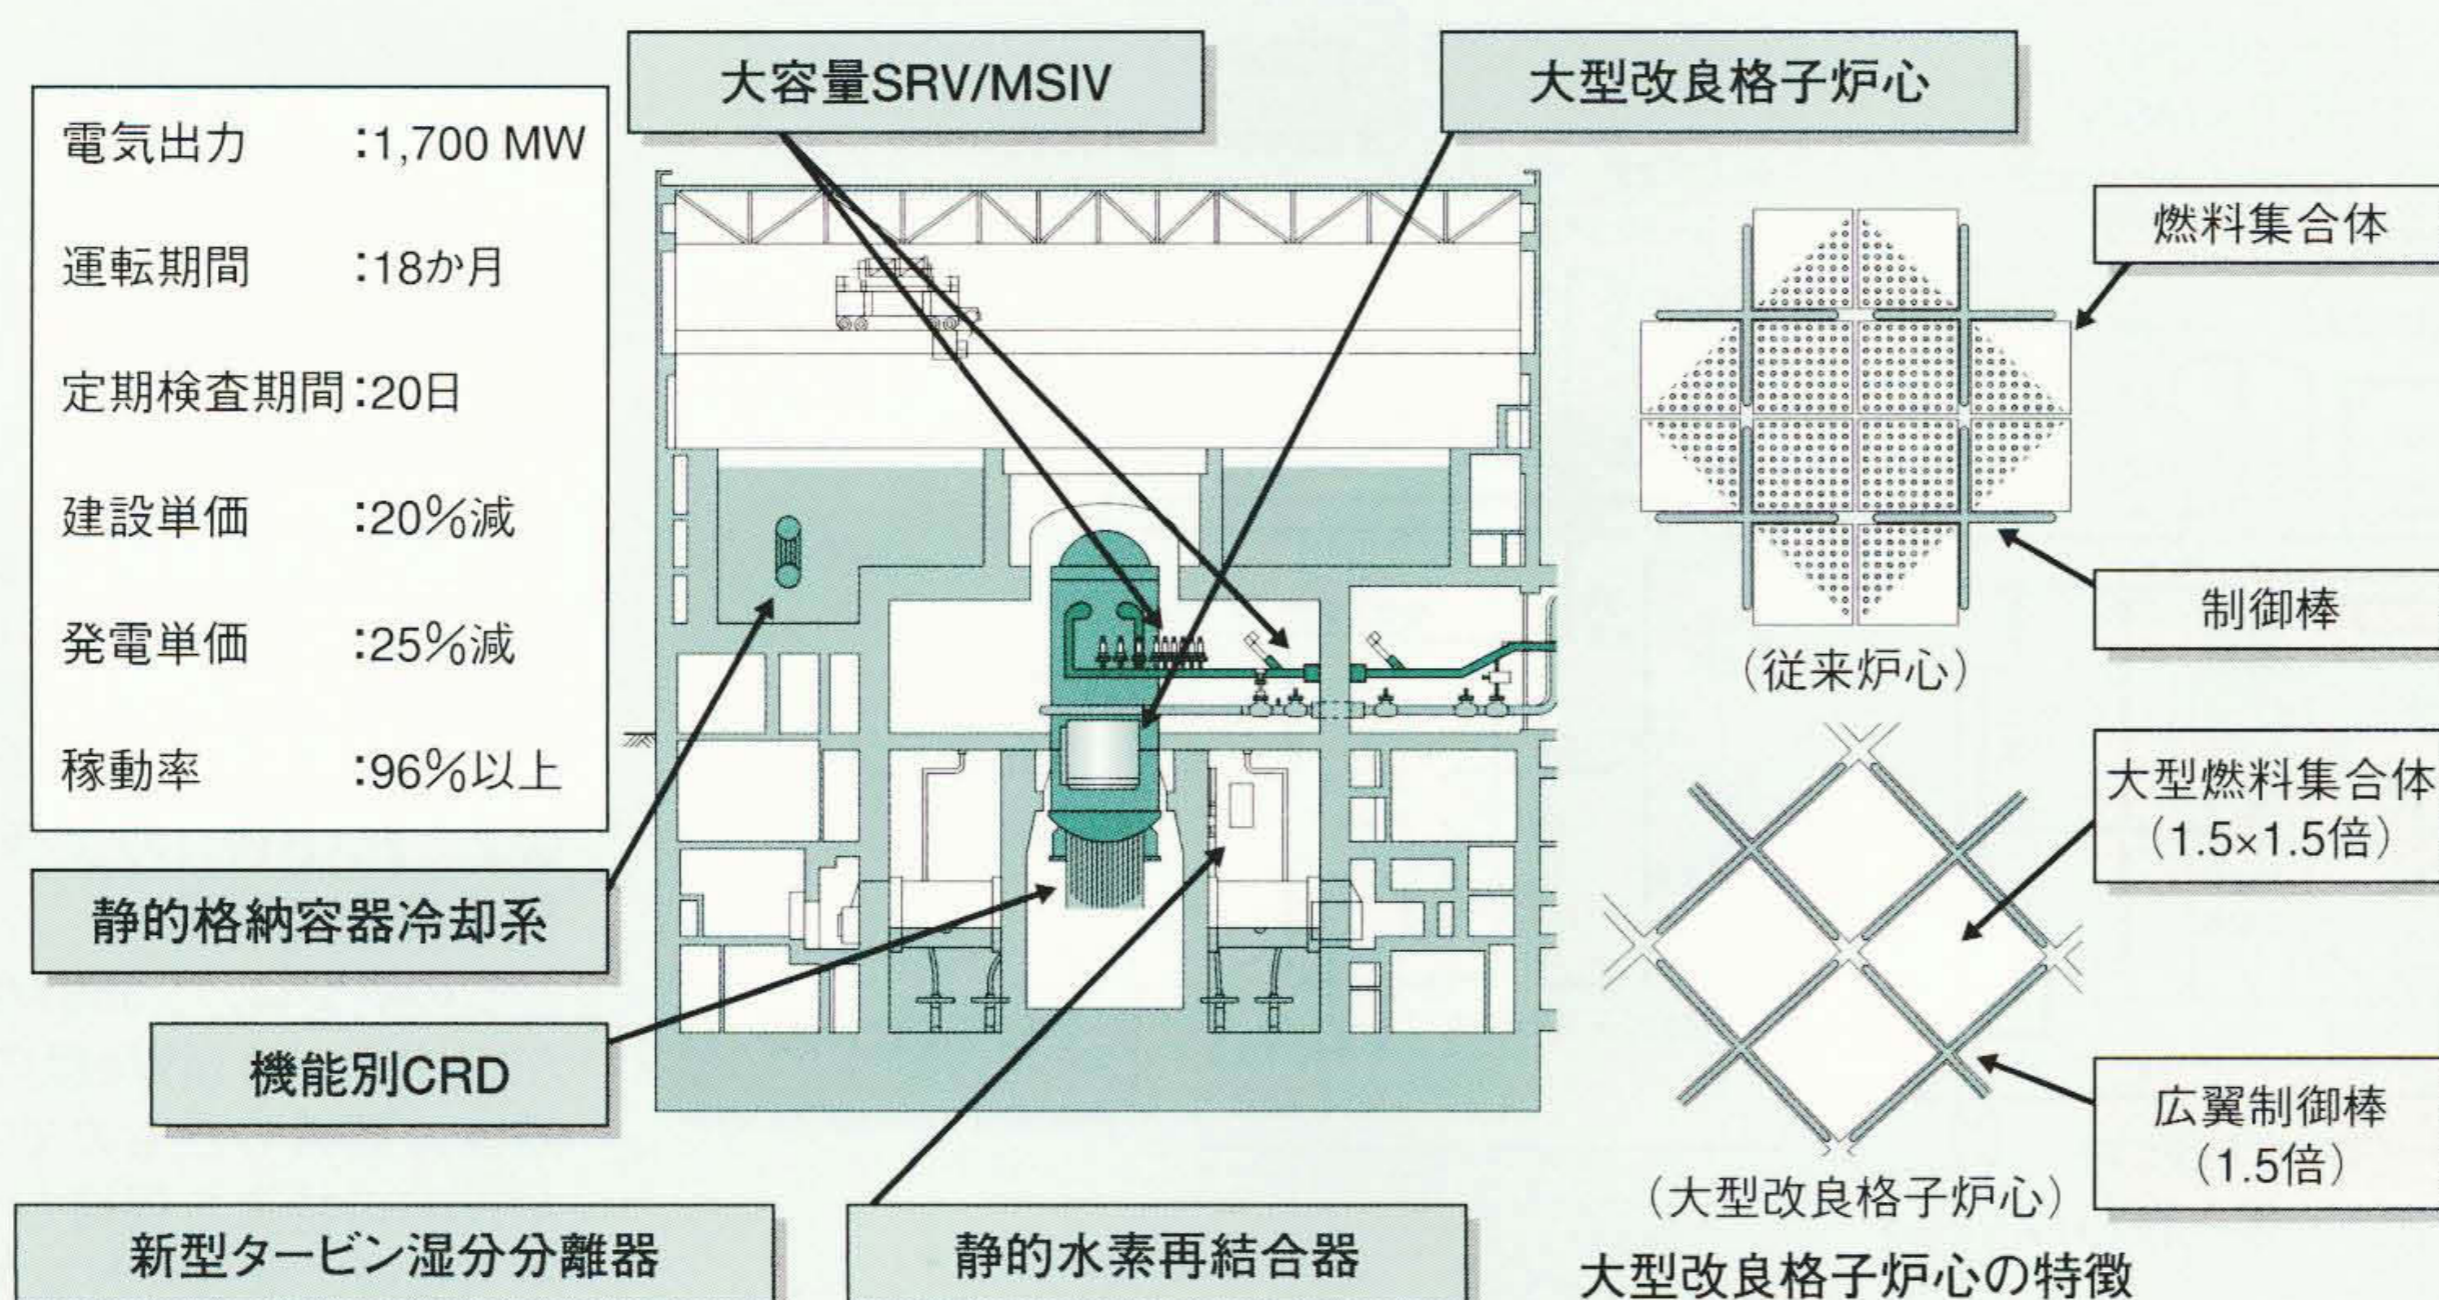 電気出力 :1,700 MW
運転期間 :18か月
定期検査期間:20日
建設単価 :20%減
発電単価 :25%減
稼動率 :96%以上
大容量SRV/MSIV
大型改良格子炉心
静的格納容器冷却系
機能別CRD
新型タービン湿分分離器
静的水素再結合器
燃料集合体
制御棒
（従来炉心）
大型燃料集合体
（1.5×1.5倍）
広翼制御棒
（1.5倍）
（大型改良格子炉心）
大型改良格子炉心の特徴